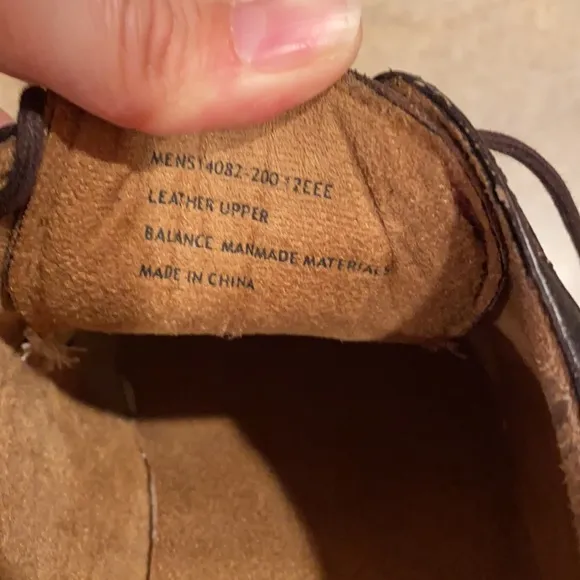 MENS14082-200 12EEE
LEATHER UPPER
BALANCE MANMADE MATERIALS
MADE IN CHINA